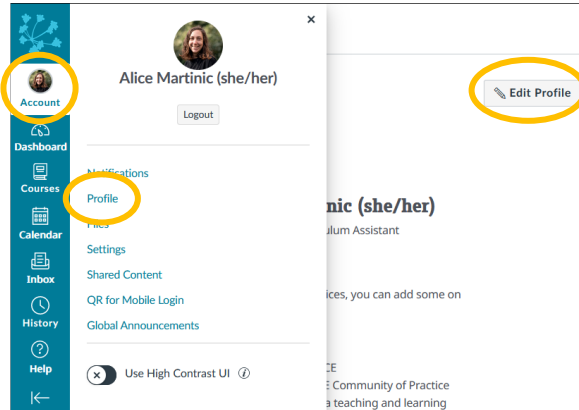 Account
Dashboard
Courses
Calendar
Inbox
History
Help
×
Alice Martinic (she/her)
Logout
Notifications
Profile
Files
Settings
Shared Content
QR for Mobile Login
Global Announcements
Use High Contrast UI
Edit Profile
nic (she/her)
ulum Assistant
ices, you can add some on
CE
E Community of Practice
a teaching and learning